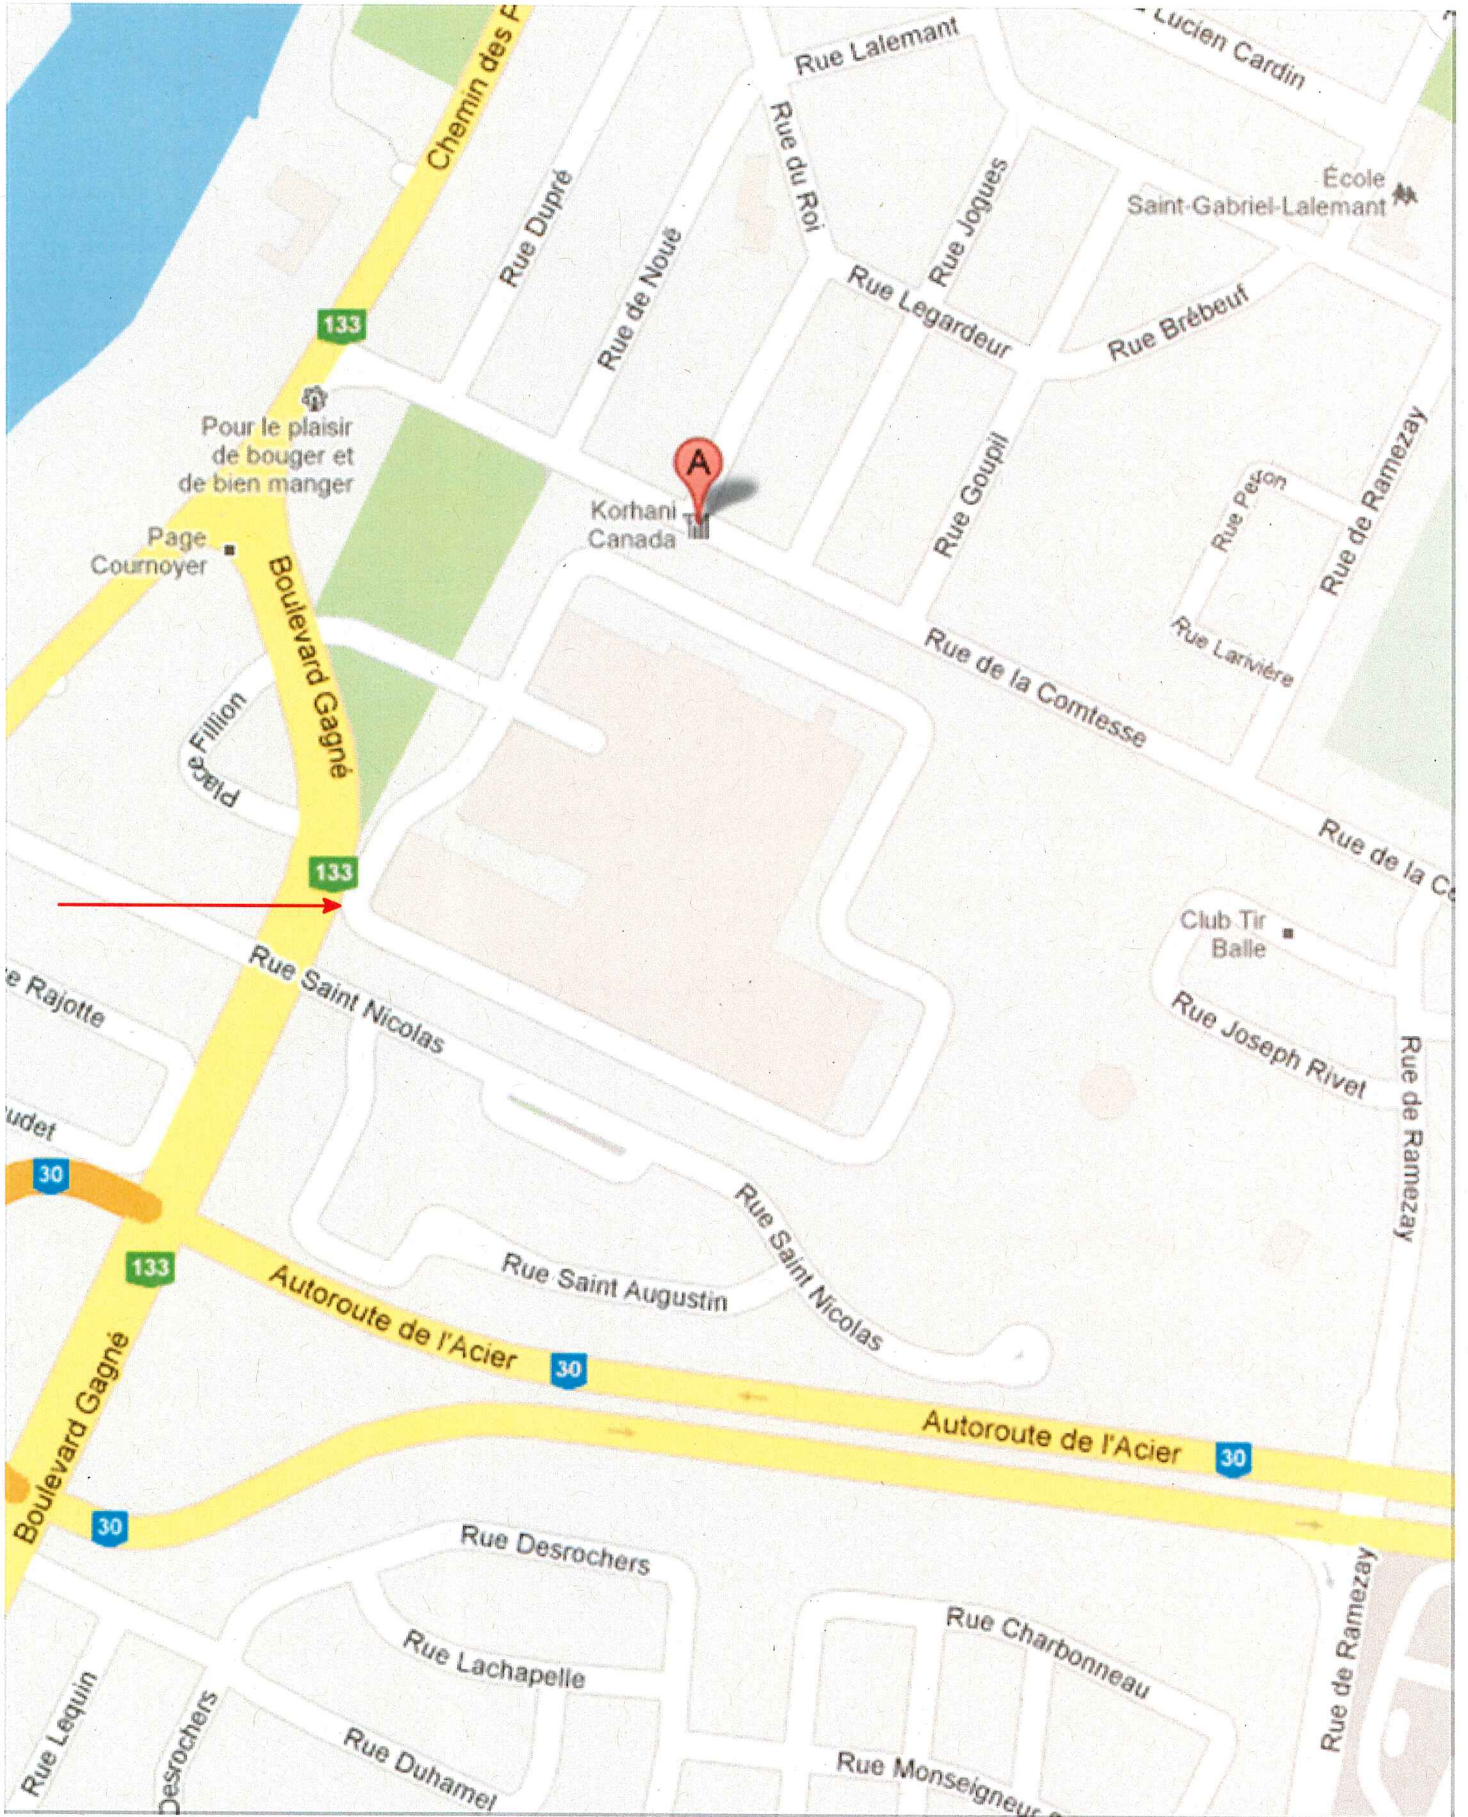 Chemin des P
Rue Lalemant
Lucien Cardin
Rue du Roi
Rue Dupré
Rue de Nouë
Rue Jogues
École
Saint-Gabriel-Lalemant
Rue Legardeur
Rue Brébeuf
133
Pour le plaisir
de bouger et
de bien manger
A
Korhani
Canada
Page
Cournoyer
Rue Goupil
Rue Peron
Rue de Ramezay
Rue Larivière
Boulevard Gagné
Rue de la Comtesse
Place Fillion
133
Rue de la Co
Club Tir
Balle
Rue Saint Nicolas
e Rajotte
Rue Joseph Rivet
Rue de Ramezay
udet
30
133
Rue Saint Nicolas
Rue Saint Augustin
Autoroute de l'Acier
30
Boulevard Gagné
Autoroute de l'Acier
30
30
Rue Desrochers
Rue de Ramezay
Rue Charbonneau
Rue Lachapelle
Rue Lequin
Desrochers
Rue Duhamel
Rue Monseigneur